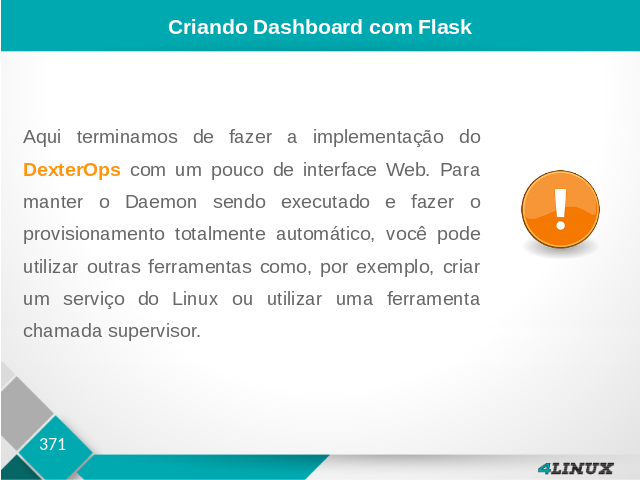 Criando Dashboard com Flask
Aqui terminamos de fazer a implementação do
DexterOps com um pouco de interface Web. Para
manter o Daemon sendo executado e fazer o
provisionamento totalmente automático, você pode
utilizar outras ferramentas como, por exemplo, criar
um serviço do Linux ou utilizar uma ferramenta
chamada supervisor.
!
371
4LINUX